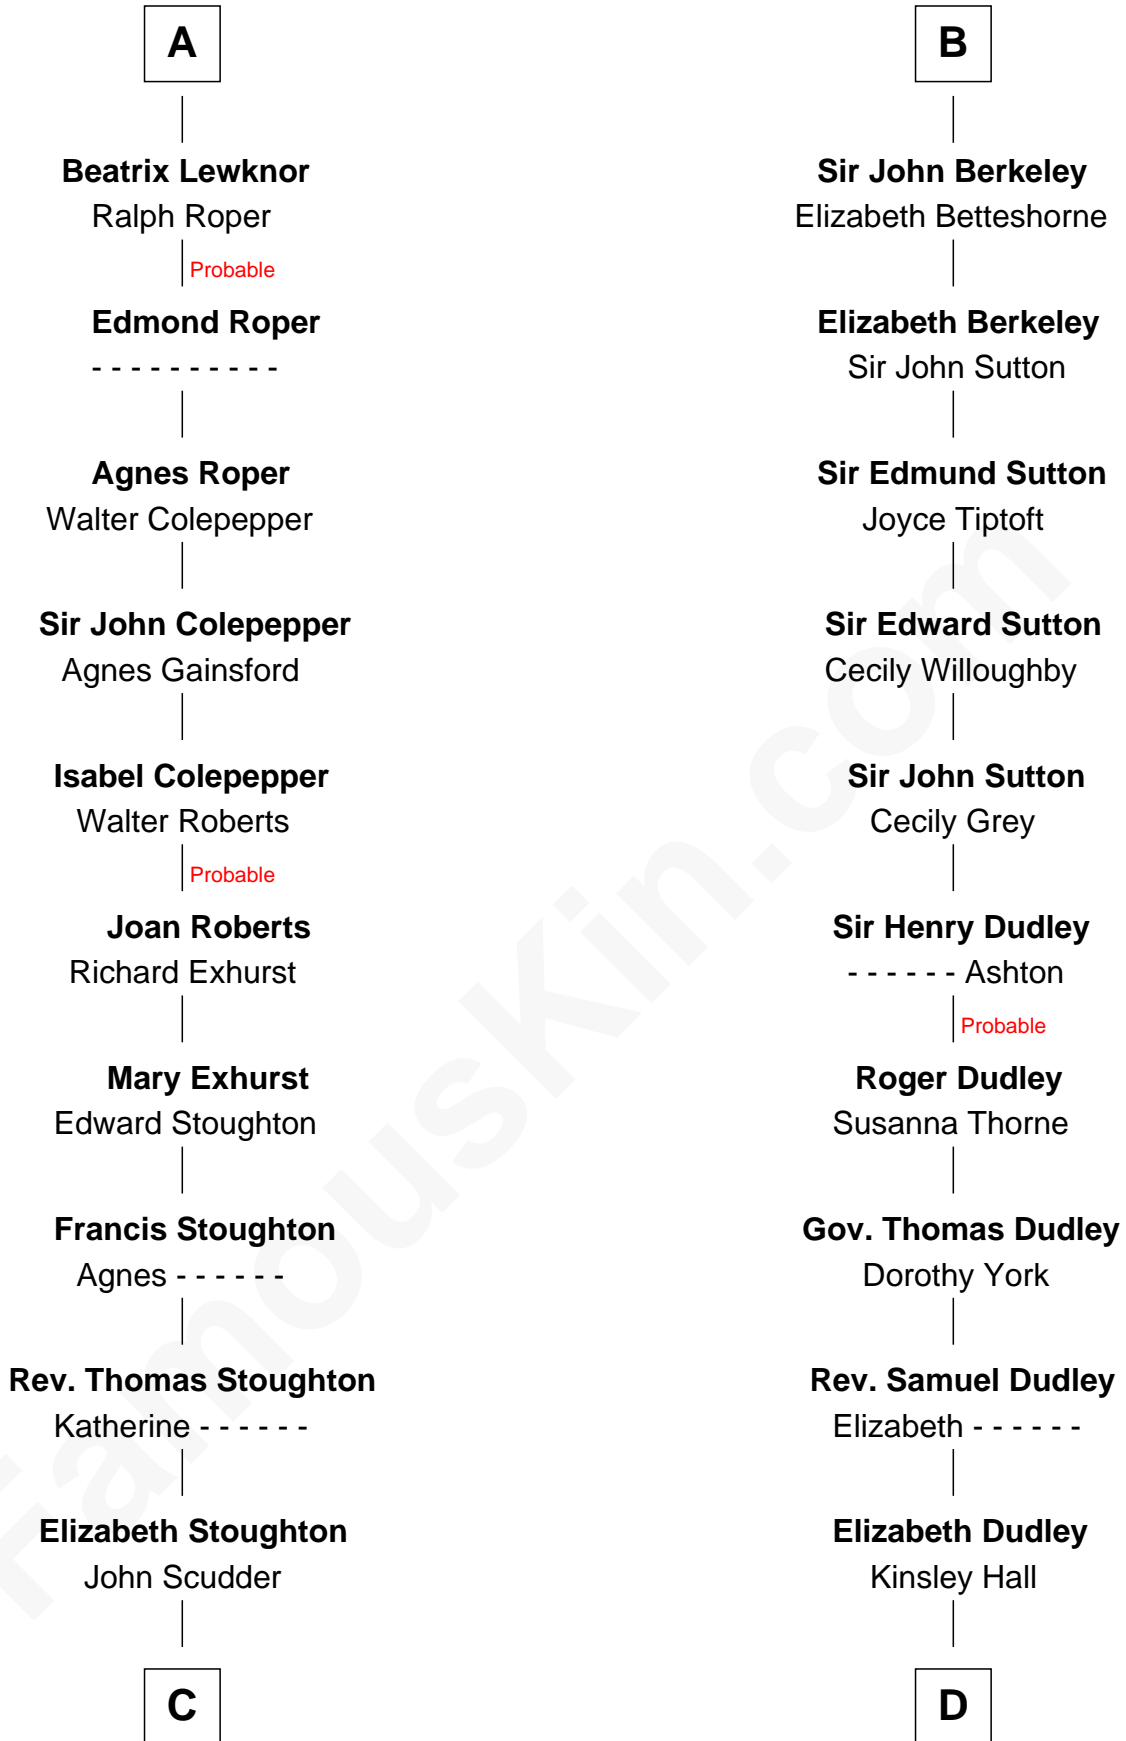 A
Beatrix Lewknor
Ralph Roper
Probable
Edmond Roper
- - - - - - - - - -
Agnes Roper
Walter Colepepper
Sir John Colepepper
Agnes Gainsford
Isabel Colepepper
Walter Roberts
Probable
Joan Roberts
Richard Exhurst
Mary Exhurst
Edward Stoughton
Francis Stoughton
Agnes - - - - - -
Rev. Thomas Stoughton
Katherine - - - - - -
Elizabeth Stoughton
John Scudder
C
B
Sir John Berkeley
Elizabeth Betteshorne
Elizabeth Berkeley
Sir John Sutton
Sir Edmund Sutton
Joyce Tiptoft
Sir Edward Sutton
Cecily Willoughby
Sir John Sutton
Cecily Grey
Sir Henry Dudley
- - - - - - Ashton
Probable
Roger Dudley
Susanna Thorne
Gov. Thomas Dudley
Dorothy York
Rev. Samuel Dudley
Elizabeth - - - - - -
Elizabeth Dudley
Kinsley Hall
D
FamousKin.com